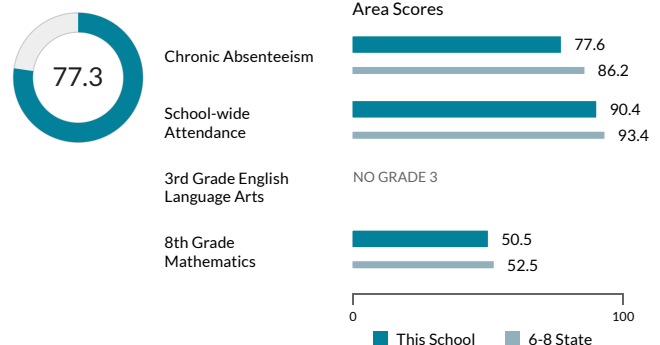 Area Scores
77.3
Chronic Absenteeism
77.6
86.2
School-wide
Attendance
90.4
93.4
3rd Grade English
Language Arts
NO GRADE 3
8th Grade
Mathematics
50.5
52.5
0
100
This School
6-8 State